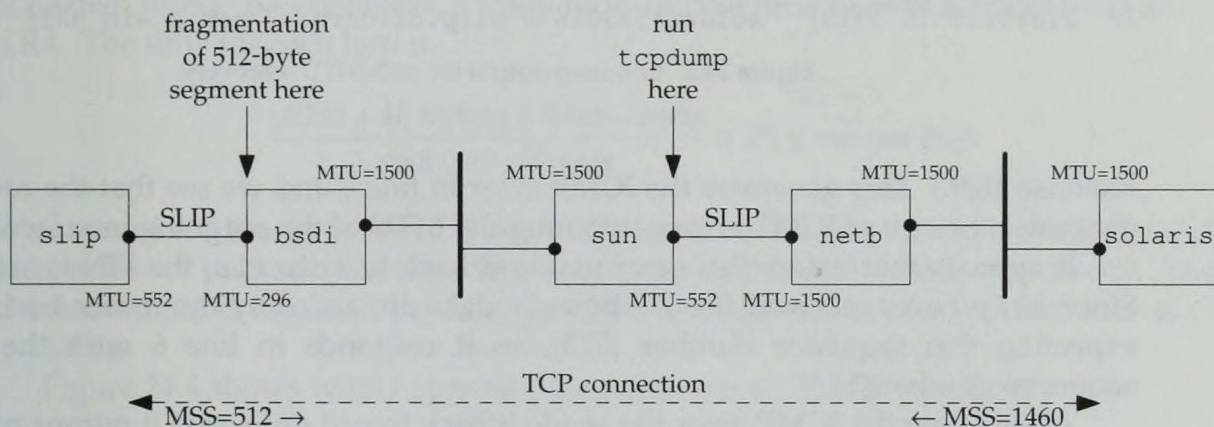 fragmentation
of 512-byte
segment here
run
tcpdump
here
MTU=1500
MTU=1500
MTU=1500
MTU=1500
SLIP
SLIP
slip
bsdi
sun
netb
solaris
MTU=552
MTU=296
MTU=552
MTU=1500
TCP connection
MSS=512 →
← MSS=1460